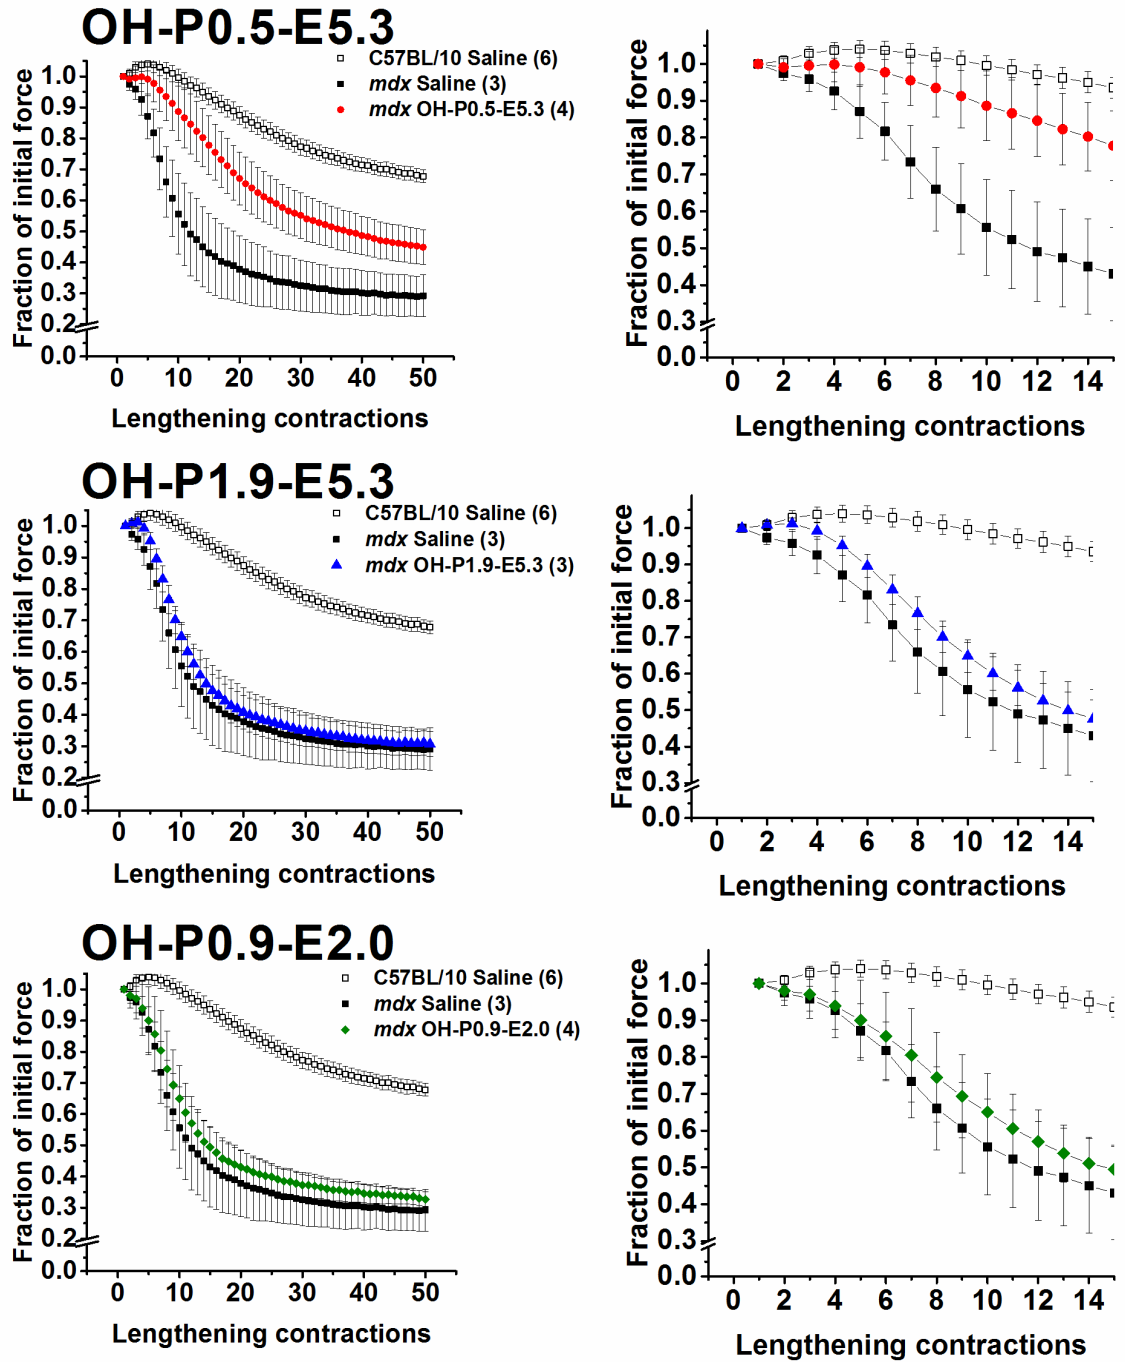 OH-P0.5-E5.3
C57BL/10 Saline (6)
mdx Saline (3)
mdx OH-P0.5-E5.3 (4)
Fraction of initial force
1.0
0.9
0.8
0.7
0.6
0.5
0.4
0.3
0.2
0.0
0 10 20 30 40 50
Lengthening contractions
Fraction of initial force
1.0
0.9
0.8
0.7
0.6
0.5
0.4
0.3
0.0
0 2 4 6 8 10 12 14
Lengthening contractions
OH-P1.9-E5.3
C57BL/10 Saline (6)
mdx Saline (3)
mdx OH-P1.9-E5.3 (3)
Fraction of initial force
1.0
0.9
0.8
0.7
0.6
0.5
0.4
0.3
0.2
0.0
0 10 20 30 40 50
Lengthening contractions
Fraction of initial force
1.0
0.9
0.8
0.7
0.6
0.5
0.4
0.3
0.0
0 2 4 6 8 10 12 14
Lengthening contractions
OH-P0.9-E2.0
C57BL/10 Saline (6)
mdx Saline (3)
mdx OH-P0.9-E2.0 (4)
Fraction of initial force
1.0
0.9
0.8
0.7
0.6
0.5
0.4
0.3
0.2
0.0
0 10 20 30 40 50
Lengthening contractions
Fraction of initial force
1.0
0.9
0.8
0.7
0.6
0.5
0.4
0.3
0.0
0 2 4 6 8 10 12 14
Lengthening contractions